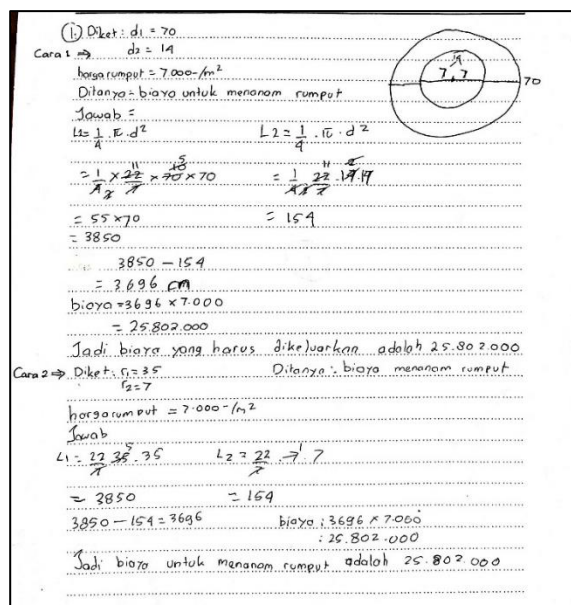 ① Diket: d1 = 70
Cara 1 ⇒ d2 = 14
harga rumput = 7000-/m²
Ditanya = biaya untuk menanam rumput
Jawab =
L1 = 1/4 . π . d² L2 = 1/4 . π . d²
= 1/4 × 22/7 × 70 × 70 = 1/4 22/7 . 14.14
= 55 × 70 = 154
= 3850
3850 - 154
= 3696 cm
biaya = 3696 × 7.000
= 25.802.000
Jadi biaya yang harus dikeluarkan adalah 25.802.000
7 7
70
Cara 2 ⇒ Diket: r1 = 35 Ditanya: biaya menanam rumput
r2 = 7
harga rumput = 7.000-/m²
Jawab
L1 = 22/7 35 . 35 L2 = 22/7 . 7 . 7
= 3850 = 154
3850 - 154 = 3696 biaya : 3696 × 7.000
: 25.802.000
Jadi biaya untuk menanam rumput adalah 25.802.000